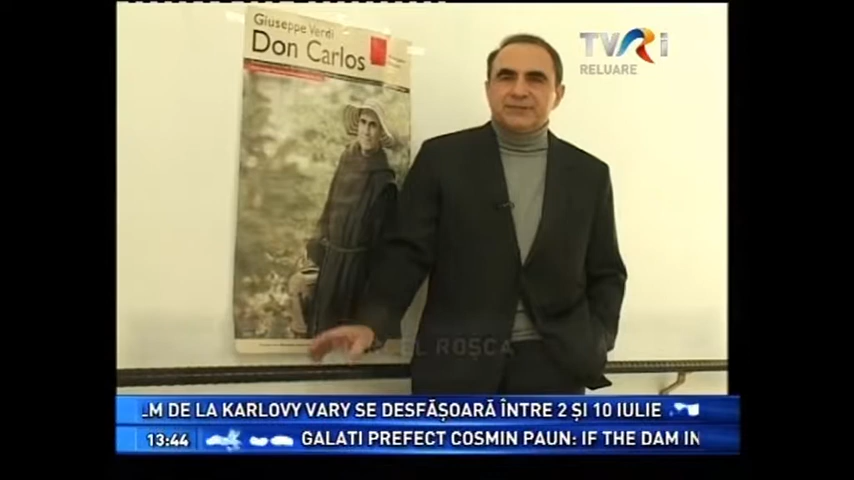 Giuseppe Verdi
Don Carlos
TVRi
RELUARE
EL ROȘCA
LM DE LA KARLOVY VARY SE DESFĂȘOARĂ ÎNTRE 2 ȘI 10 IULIE
13:44
GALATI PREFECT COSMIN PAUN: IF THE DAM IN